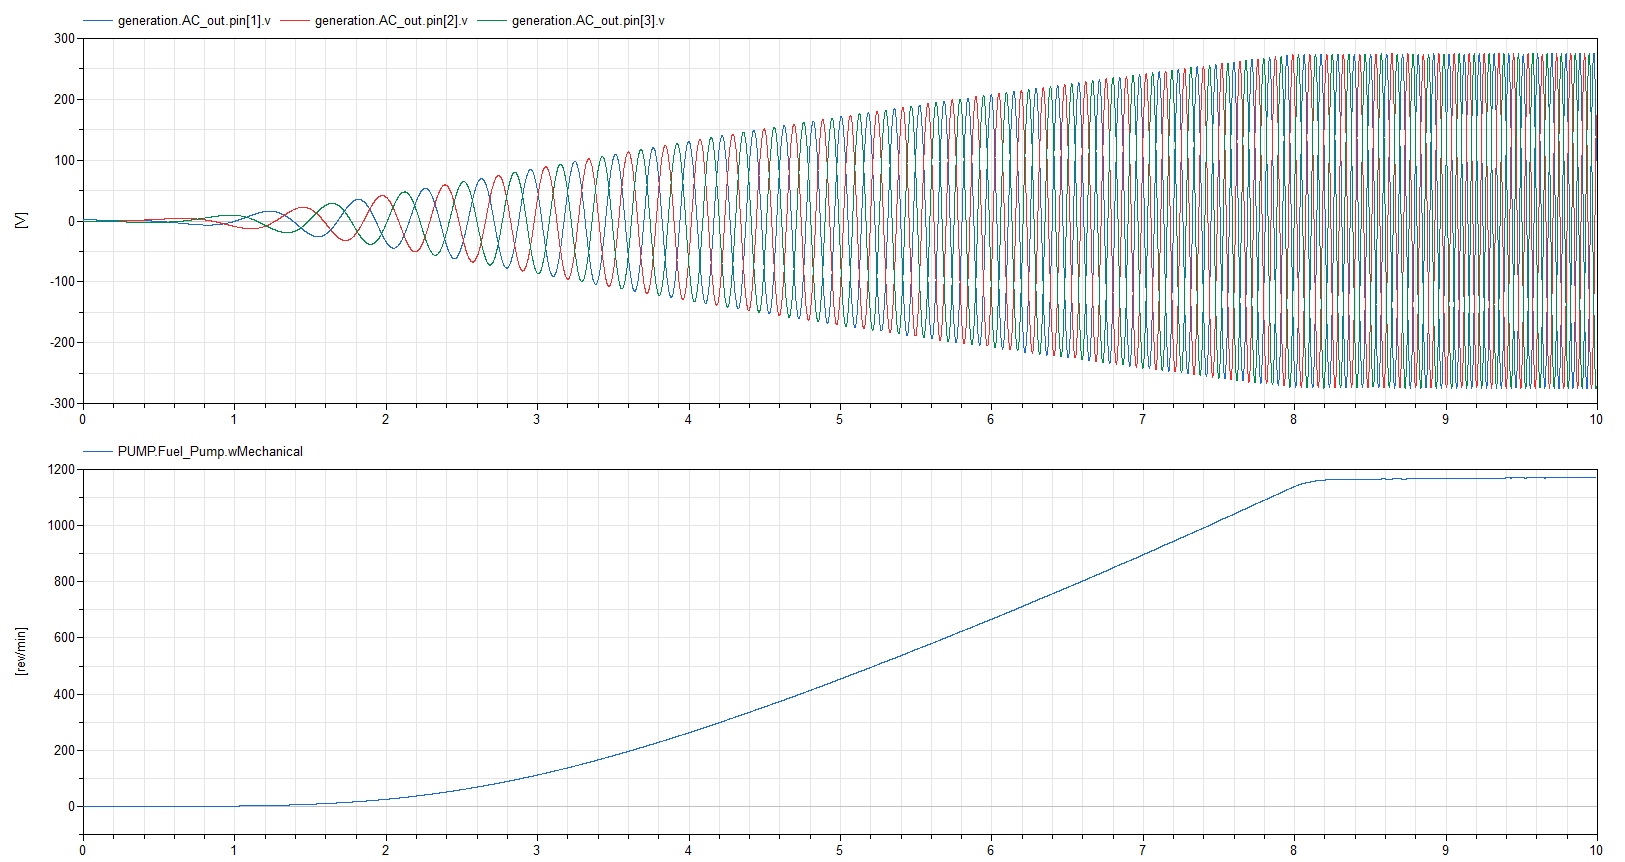 generation.AC_out.pin[1].v generation.AC_out.pin[2].v generation.AC_out.pin[3].v
300
200
100
0
-100
-200
-300
[V]
0 1 2 3 4 5 6 7 8 9 10
PUMP.Fuel_Pump.wMechanical
1200
1000
800
600
400
200
0
[rev/min]
0 1 2 3 4 5 6 7 8 9 10